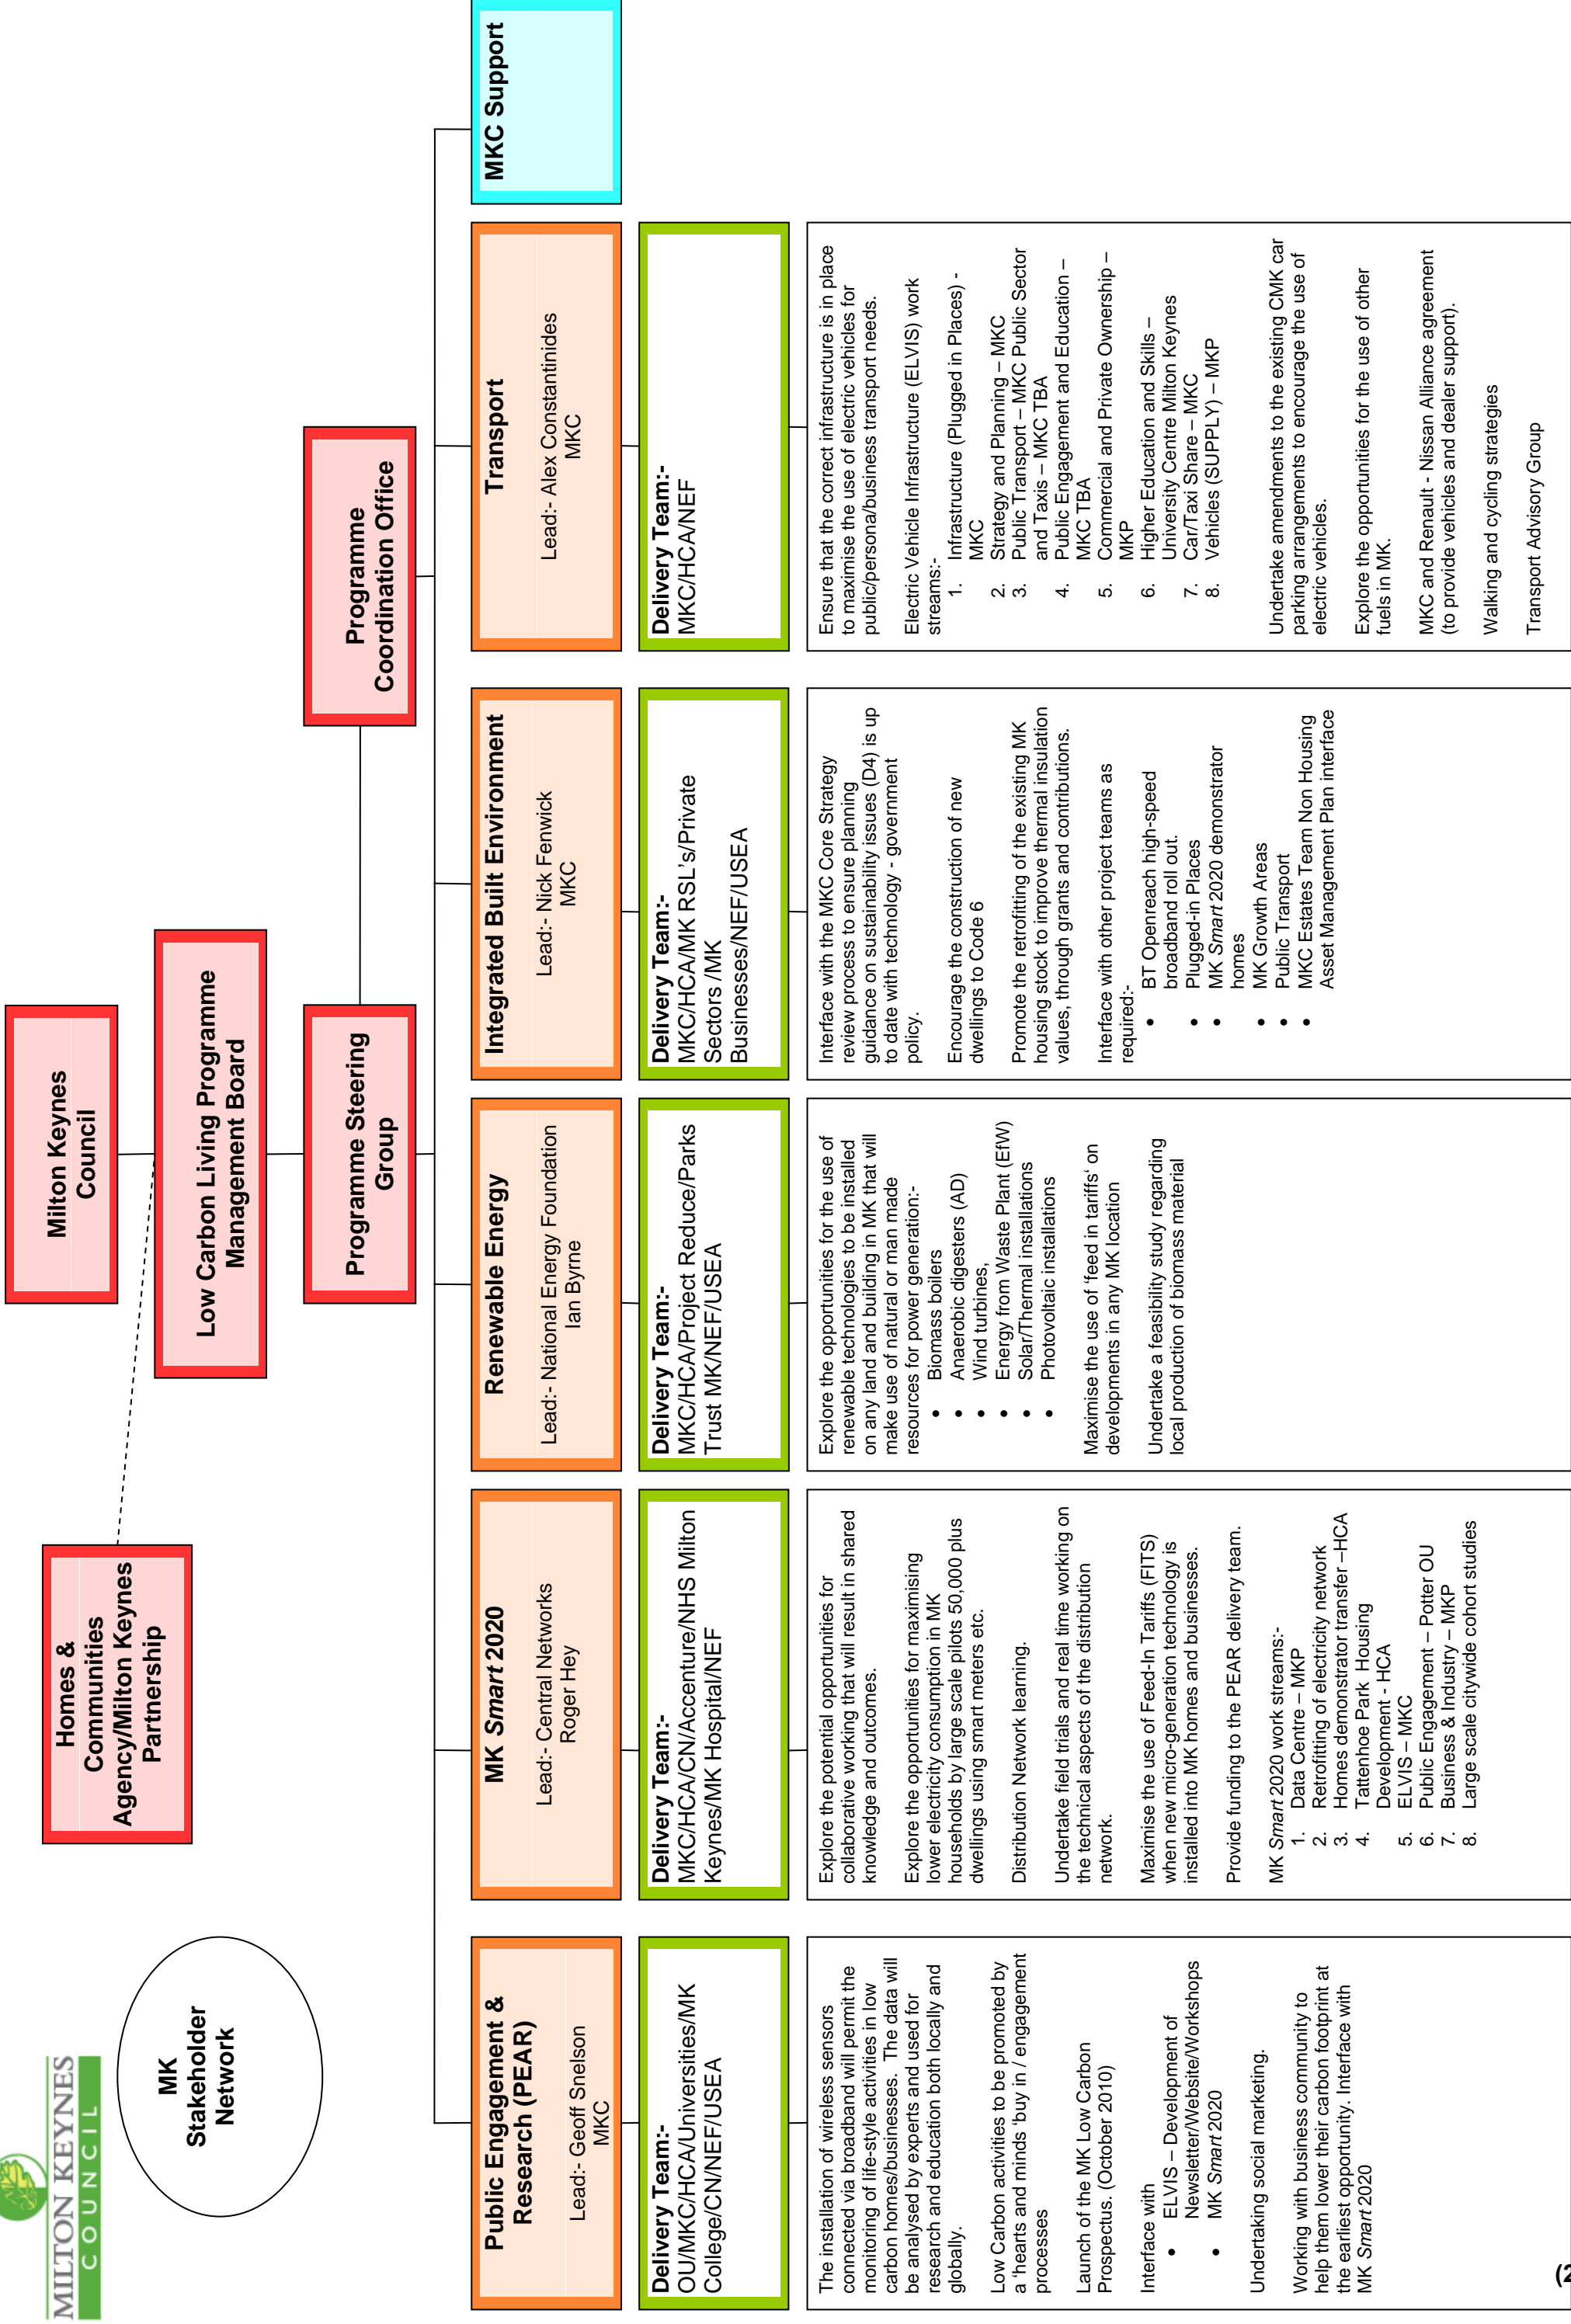 MILTON KEYNES
COUNCIL
MK
Stakeholder
Network
Homes &
Communities
Agency/Milton Keynes
Partnership
Milton Keynes
Council
Low Carbon Living Programme
Management Board
Programme Steering
Group
Programme
Coordination Office
Public Engagement &
Research (PEAR)
Lead:- Geoff Snelson
MKC
Delivery Team:-
OU/MKC/HCA/Universities/MK
College/CN/NEF/USEA
The installation of wireless sensors
connected via broadband will permit the
monitoring of life-style activities in low
carbon homes/businesses. The data will
be analysed by experts and used for
research and education both locally and
globally.
Low Carbon activities to be promoted by
a ‘hearts and minds ‘buy in / engagement
processes
Launch of the MK Low Carbon
Prospectus. (October 2010)
Interface with
• ELVIS – Development of
Newsletter/Website/Workshops
• MK Smart 2020
Undertaking social marketing.
Working with business community to
help them lower their carbon footprint at
the earliest opportunity. Interface with
MK Smart 2020
MK Smart 2020
Lead:- Central Networks
Roger Hey
Delivery Team:-
MKC/HCA/CN/Accenture/NHS Milton
Keynes/MK Hospital/NEF
Explore the potential opportunities for
collaborative working that will result in shared
knowledge and outcomes.
Explore the opportunities for maximising
lower electricity consumption in MK
households by large scale pilots 50,000 plus
dwellings using smart meters etc.
Distribution Network learning.
Undertake field trials and real time working on
the technical aspects of the distribution
network.
Maximise the use of Feed-In Tariffs (FITS)
when new micro-generation technology is
installed into MK homes and businesses.
Provide funding to the PEAR delivery team.
MK Smart 2020 work streams:-
1. Data Centre – MKP
2. Retrofitting of electricity network
3. Homes demonstrator transfer –HCA
4. Tattenhoe Park Housing
Development - HCA
5. ELVIS – MKC
6. Public Engagement – Potter OU
7. Business & Industry – MKP
8. Large scale citywide cohort studies
Renewable Energy
Lead:- National Energy Foundation
Ian Byrne
Delivery Team:-
MKC/HCA/Project Reduce/Parks
Trust MK/NEF/USEA
Explore the opportunities for the use of
renewable technologies to be installed
on any land and building in MK that will
make use of natural or man made
resources for power generation:-
• Biomass boilers
• Anaerobic digesters (AD)
• Wind turbines,
• Energy from Waste Plant (EfW)
• Solar/Thermal installations
• Photovoltaic installations
Maximise the use of ‘feed in tariffs‘ on
developments in any MK location
Undertake a feasibility study regarding
local production of biomass material
Integrated Built Environment
Lead:- Nick Fenwick
MKC
Delivery Team:-
MKC/HCA/MK RSL’s/Private
Sectors /MK
Businesses/NEF/USEA
Interface with the MKC Core Strategy
review process to ensure planning
guidance on sustainability issues (D4) is up
to date with technology - government
policy.
Encourage the construction of new
dwellings to Code 6
Promote the retrofitting of the existing MK
housing stock to improve thermal insulation
values, through grants and contributions.
Interface with other project teams as
required:-
• BT Openreach high-speed
broadband roll out.
• Plugged-in Places
• MK Smart 2020 demonstrator
homes
• MK Growth Areas
• Public Transport
• MKC Estates Team Non Housing
Asset Management Plan interface
Transport
Lead:- Alex Constantinides
MKC
Delivery Team:-
MKC/HCA/NEF
Ensure that the correct infrastructure is in place
to maximise the use of electric vehicles for
public/persona/business transport needs.
Electric Vehicle Infrastructure (ELVIS) work
streams:-
1. Infrastructure (Plugged in Places) -
MKC
2. Strategy and Planning – MKC
3. Public Transport – MKC Public Sector
and Taxis – MKC TBA
4. Public Engagement and Education –
MKC TBA
5. Commercial and Private Ownership –
MKP
6. Higher Education and Skills –
University Centre Milton Keynes
7. Car/Taxi Share – MKC
8. Vehicles (SUPPLY) – MKP
Undertake amendments to the existing CMK car
parking arrangements to encourage the use of
electric vehicles.
Explore the opportunities for the use of other
fuels in MK.
MKC and Renault - Nissan Alliance agreement
(to provide vehicles and dealer support).
Walking and cycling strategies
Transport Advisory Group
MKC Support